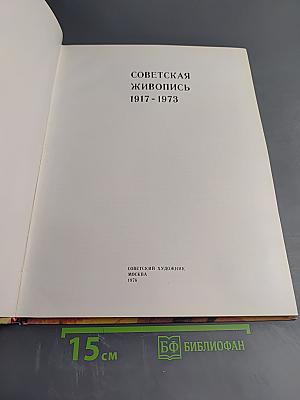 СОВЕТСКАЯ
ЖИВОПИСЬ
1917-1973
СОВЕТСКИЙ ХУДОЖНИК
МОСКВА
1976
15 см
БФ БИБЛИОФАН